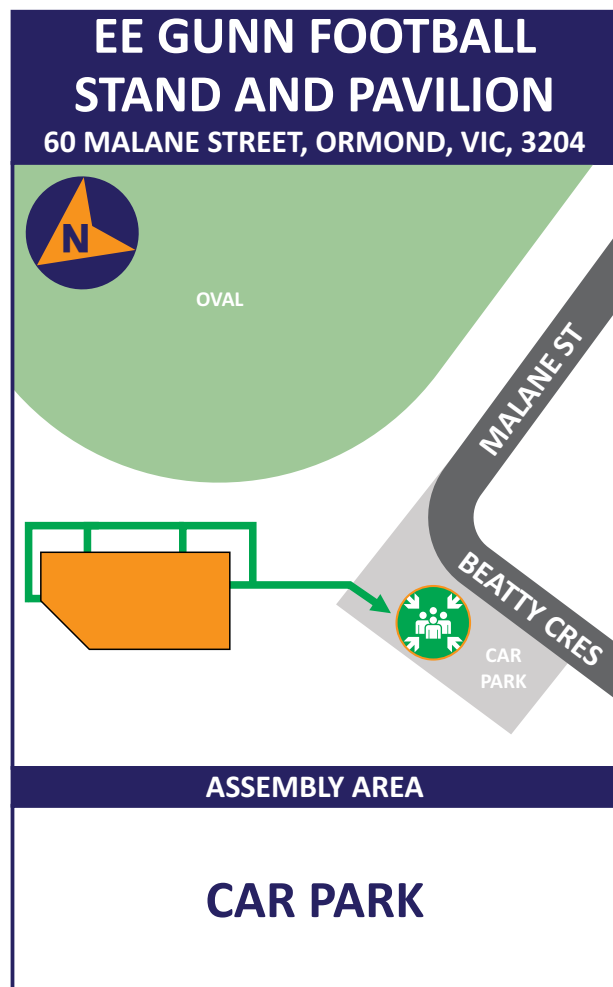 EE GUNN FOOTBALL
STAND AND PAVILION
60 MALANE STREET, ORMOND, VIC, 3204
N
OVAL
MALANE ST
BEATTY CRES
CAR
PARK
ASSEMBLY AREA
CAR PARK